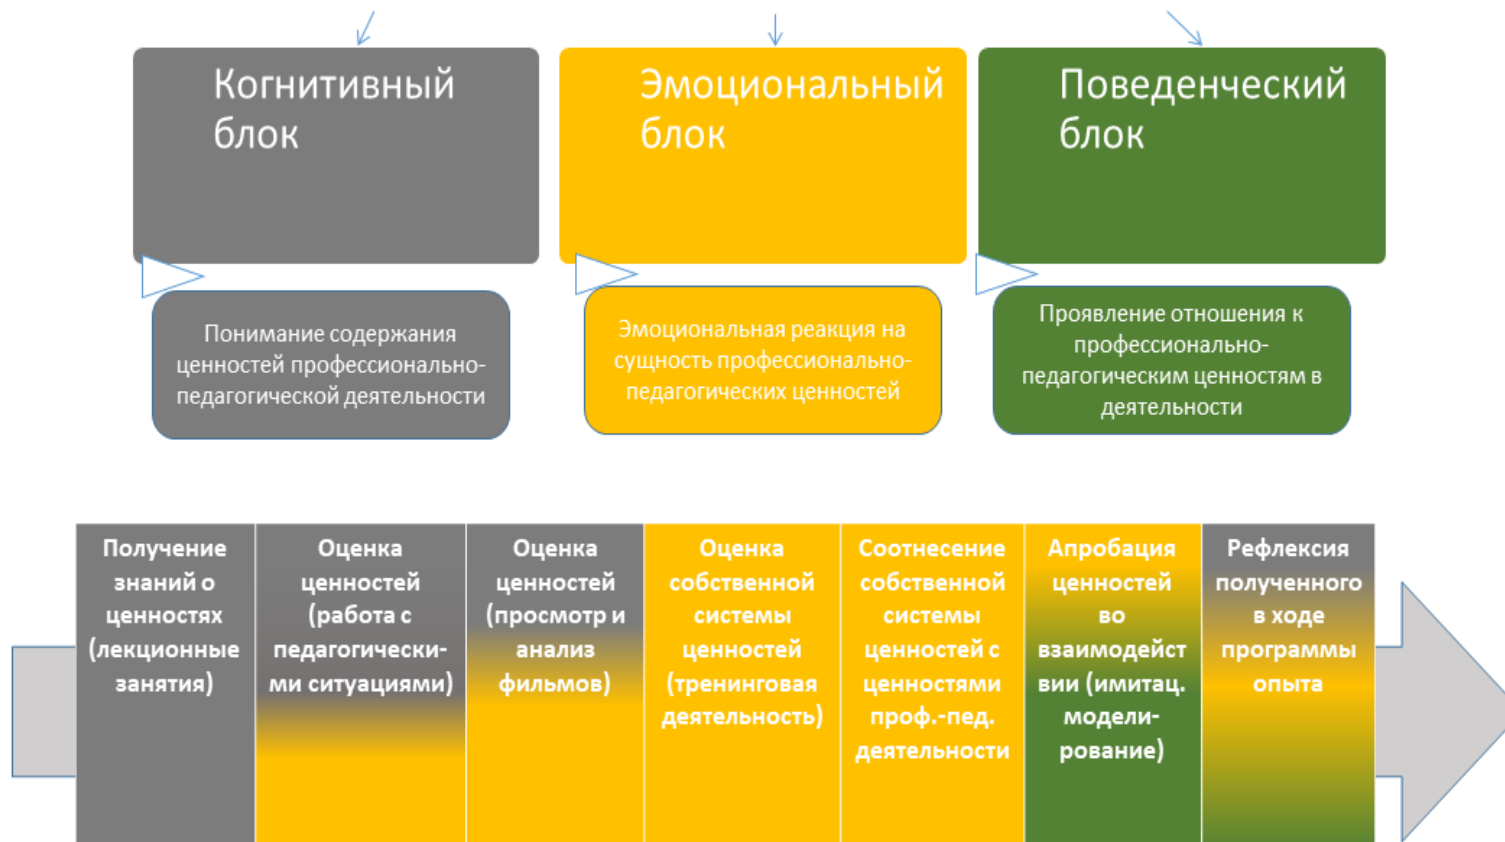 Когнитивный
блок
Эмоциональный
блок
Поведенческий
блок
Понимание содержания
ценностей профессионально-
педагогической деятельности
Эмоциональная реакция на
сущность профессионально-
педагогических ценностей
Проявление отношения к
профессионально-
педагогическим ценностям в
деятельности
Получение
знаний о
ценностях
(лекционные
занятия)
Оценка
ценностей
(работа с
педагогически-
ми ситуациями)
Оценка
ценностей
(просмотр и
анализ
фильмов)
Оценка
собственной
системы
ценностей
(тренинговая
деятельность)
Соотнесение
собственной
системы
ценностей с
ценностями
проф.-пед.
деятельности
Апробация
ценностей
во
взаимодейст
вии (имитац.
модели-
рование)
Рефлексия
полученного
в ходе
программы
опыта